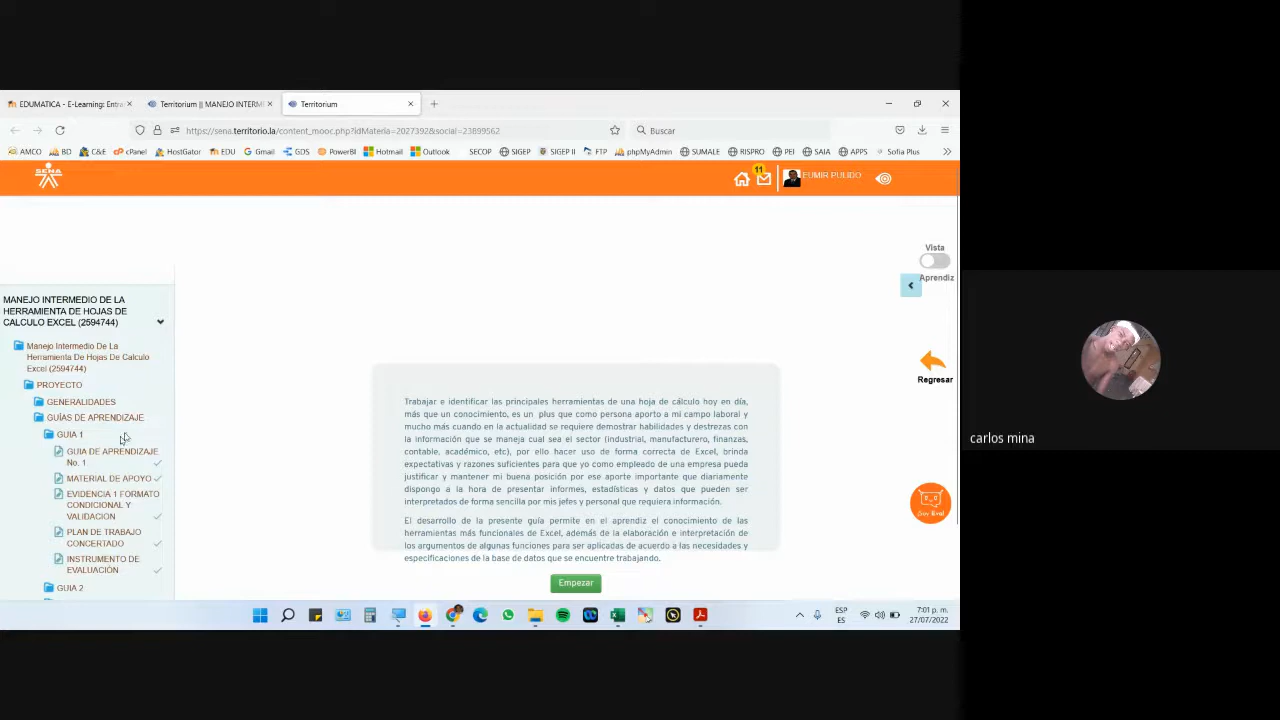 EDUMATICA - E-Learning: Entra
Territorium || MANEJO INTERM
Territorium
https://sena.territorio.la/content_mooc.php?idMateria=2027392&social=23899562
Buscar
AMCO
BD
C&E
cPanel
HostGator
EDU
Gmail
GDS
PowerBI
Hotmail
Outlook
SECOP
SIGEP
SIGEP II
FTP
phpMyAdmin
SUMALE
RISPRO
PEI
SAIA
APPS
Sofia Plus
SENA
11
EUMIR PULIDO
Vista
Aprendiz
Regresar
MANEJO INTERMEDIO DE LA
HERRAMIENTA DE HOJAS DE
CALCULO EXCEL (2594744)
Manejo Intermedio De La
Herramienta De Hojas De Calculo
Excel (2594744)
PROYECTO
GENERALIDADES
GUÍAS DE APRENDIZAJE
GUIA 1
GUIA DE APRENDIZAJE
No. 1
MATERIAL DE APOYO
EVIDENCIA 1 FORMATO
CONDICIONAL Y
VALIDACION
PLAN DE TRABAJO
CONCERTADO
INSTRUMENTO DE
EVALUACIÓN
GUIA 2
Trabajar e identificar las principales herramientas de una hoja de cálculo hoy en día,
más que un conocimiento, es un plus que como persona aporto a mi campo laboral y
mucho más cuando en la actualidad se requiere demostrar habilidades y destrezas con
la información que se maneja cual sea el sector (industrial, manufacturero, finanzas,
contable, académico, etc), por ello hacer uso de forma correcta de Excel, brinda
expectativas y razones suficientes para que yo como empleado de una empresa pueda
justificar y mantener mi buena posición por ese aporte importante que diariamente
dispongo a la hora de presentar informes, estadísticas y datos que pueden ser
interpretados de forma sencilla por mis jefes y personal que requiera información.
El desarrollo de la presente guía permite en el aprendiz el conocimiento de las
herramientas más funcionales de Excel, además de la elaboración e interpretación de
los argumentos de algunas funciones para ser aplicadas de acuerdo a las necesidades y
especificaciones de la base de datos que se encuentre trabajando.
Empezar
ESP
ES
7:01 p. m.
27/07/2022
carlos mina